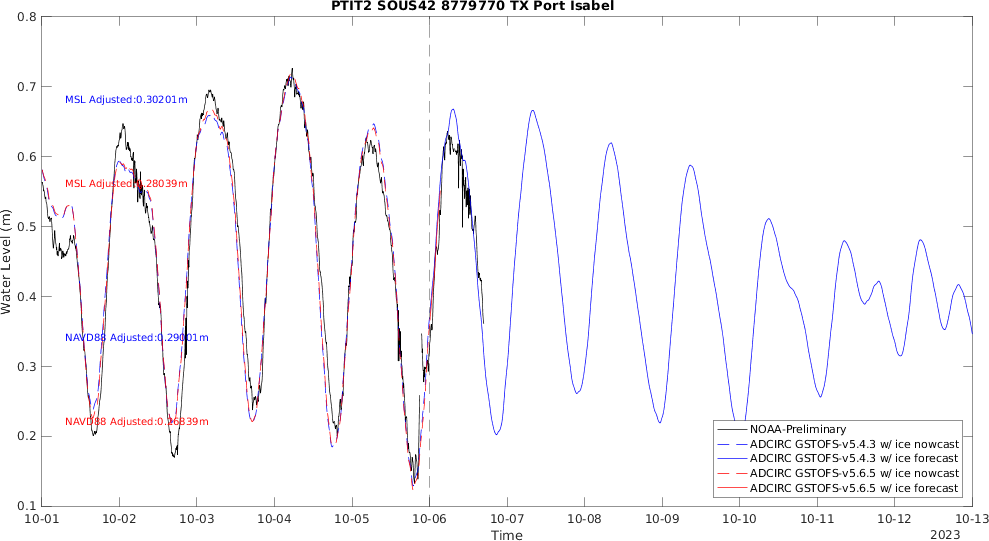 PTIT2 SOUS42 8779770 TX Port Isabel
0.8
0.7
0.6
0.5
0.4
0.3
0.2
0.1
Water Level (m)
MSL Adjusted:0.30201m
MSL Adjusted:0.28039m
NAVD88 Adjusted:0.29001m
NAVD88 Adjusted:0.26839m
NOAA-Preliminary
ADCIRC GSTOFS-v5.4.3 w/ ice nowcast
ADCIRC GSTOFS-v5.4.3 w/ ice forecast
ADCIRC GSTOFS-v5.6.5 w/ ice nowcast
ADCIRC GSTOFS-v5.6.5 w/ ice forecast
10-01 10-02 10-03 10-04 10-05 10-06 10-07 10-08 10-09 10-10 10-11 10-12 10-13
Time
2023